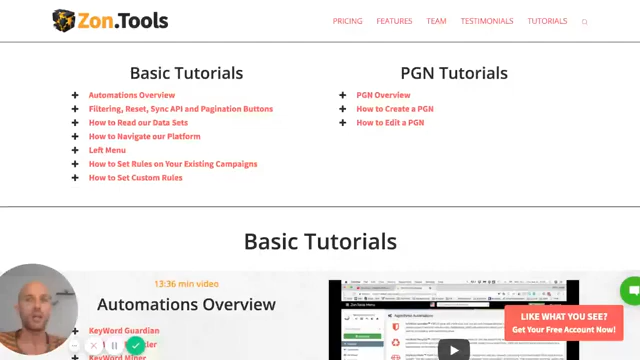 Zon.Tools
PRICING
FEATURES
TEAM
TESTIMONIALS
TUTORIALS
Basic Tutorials
Automations Overview
Filtering, Reset, Sync API and Pagination Buttons
How to Read our Data Sets
How to Navigate our Platform
Left Menu
How to Set Rules on Your Existing Campaigns
How to Set Custom Rules
PGN Tutorials
PGN Overview
How to Create a PGN
How to Edit a PGN
Basic Tutorials
13:36 min video
Automations Overview
KeyWord Guardian
KeyWord Miner
LIKE WHAT YOU SEE?
Get Your Free Account Now!